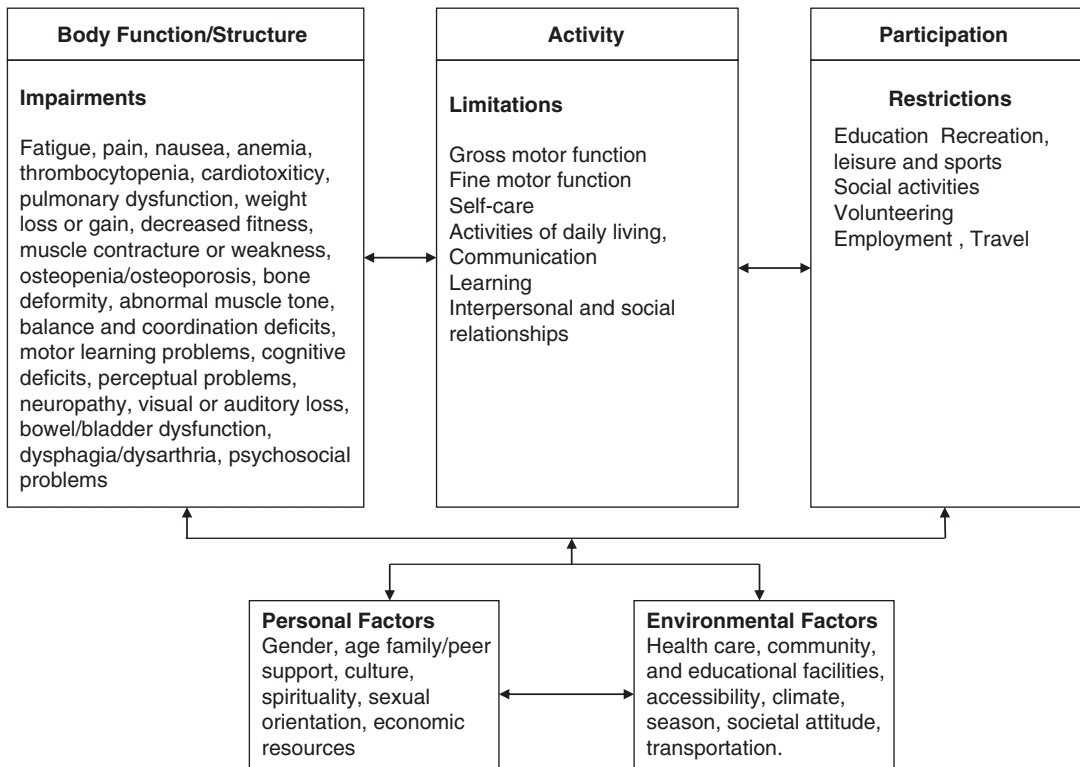 Body Function/Structure
Impairments
Fatigue, pain, nausea, anemia,
thrombocytopenia, cardiotoxiticy,
pulmonary dysfunction, weight
loss or gain, decreased fitness,
muscle contracture or weakness,
osteopenia/osteoporosis, bone
deformity, abnormal muscle tone,
balance and coordination deficits,
motor learning problems, cognitive
deficits, perceptual problems,
neuropathy, visual or auditory loss,
bowel/bladder dysfunction,
dysphagia/dysarthria, psychosocial
problems
Activity
Limitations
Gross motor function
Fine motor function
Self-care
Activities of daily living,
Communication
Learning
Interpersonal and social
relationships
Participation
Restrictions
Education Recreation,
leisure and sports
Social activities
Volunteering
Employment , Travel
Personal Factors
Gender, age family/peer
support, culture,
spirituality, sexual
orientation, economic
resources
Environmental Factors
Health care, community,
and educational facilities,
accessibility, climate,
season, societal attitude,
transportation.